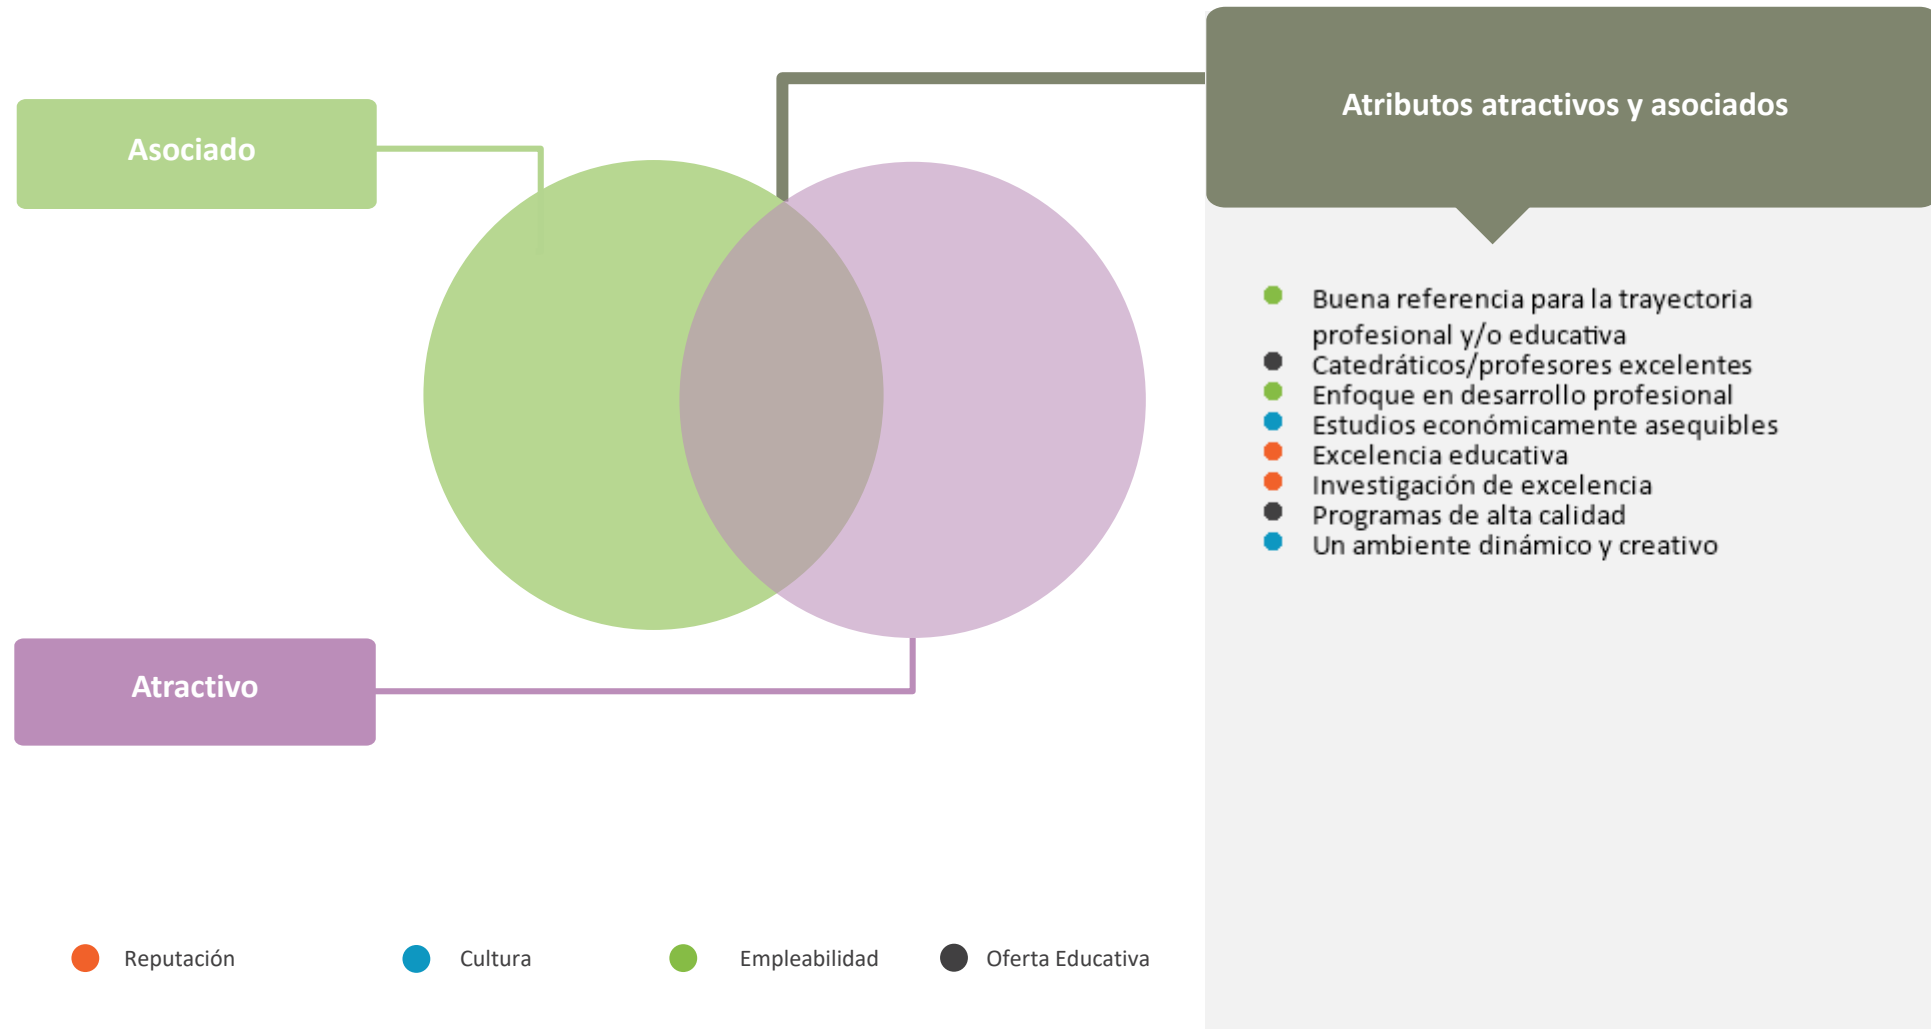 Atributos atractivos y asociados
Asociado
Buena referencia para la trayectoria
profesional y/o educativa
Catedráticos/profesores excelentes
Enfoque en desarrollo profesional
Estudios económicamente asequibles
Excelencia educativa
Investigación de excelencia
Programas de alta calidad
Un ambiente dinámico y creativo
Atractivo
Reputación
Cultura
Empleabilidad
Oferta Educativa